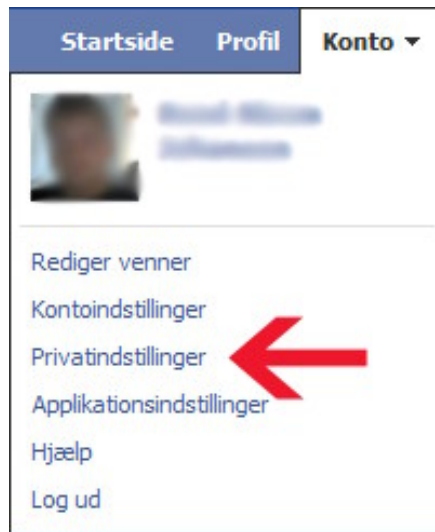 Startside Profil Konto
Rediger venner
Kontoindstillinger
Privatindstillinger
Applikationsindstillinger
Hjælp
Log ud